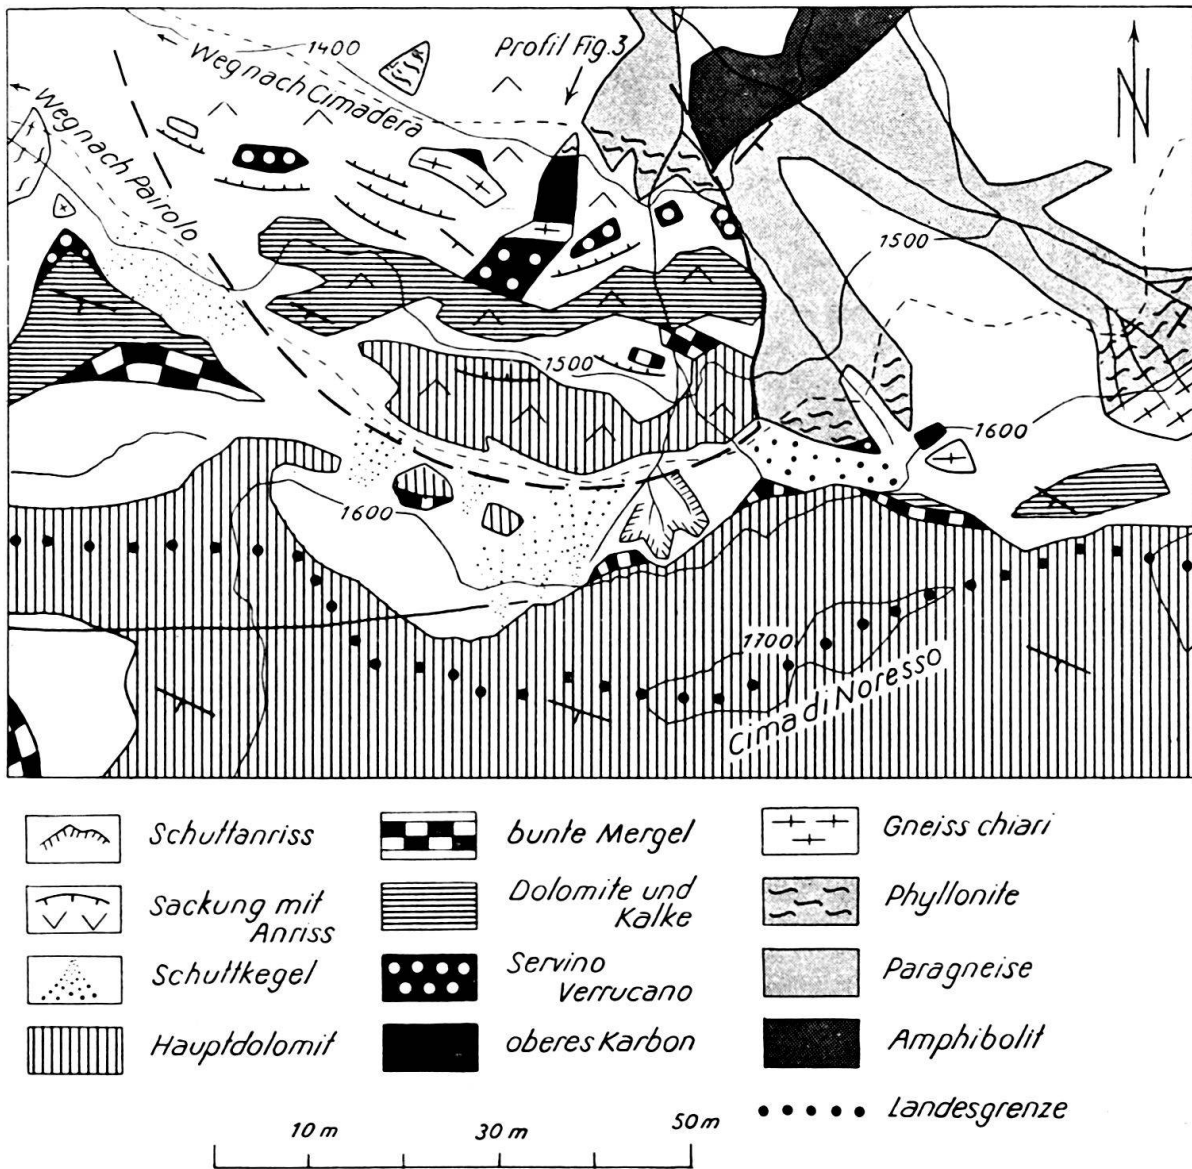 1400
Profil Fig. 3
Weg nach Cimadera
Weg nach Pairolo
N
1500
1500
1600
1600
1700
Cima di Noresso
Schuttanriss
Sackung mit
Anriss
Schuttkegel
Hauptdolomit
bunte Mergel
Dolomite und
Kalke
Servino
Verrucano
oberes Karbon
Gneiss chiari
Phyllonite
Paragneise
Amphibolit
Landesgrenze
10 m
30 m
50 m